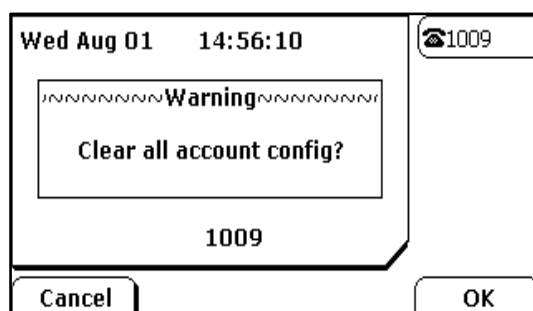 Wed Aug 01 14:56:10
1009
Warning
Clear all account config?
1009
Cancel
OK